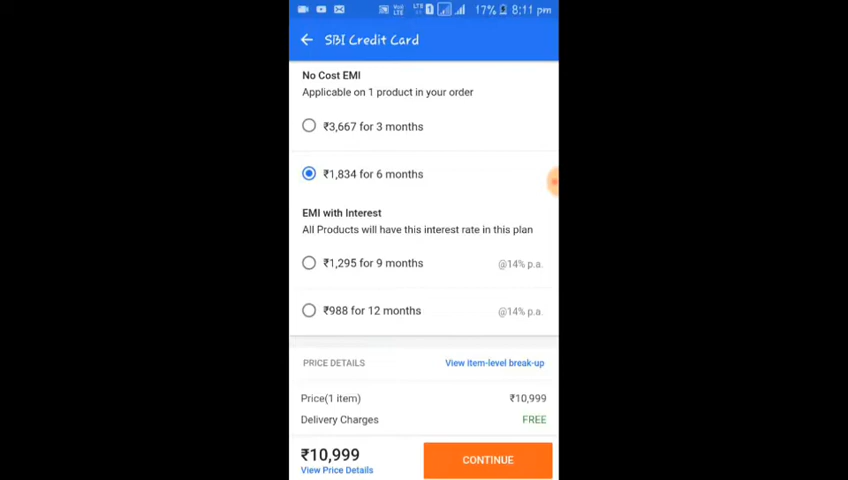 17% 8:11 pm
SBI Credit Card
No Cost EMI
Applicable on 1 product in your order
₹3,667 for 3 months
₹1,834 for 6 months
EMI with Interest
All Products will have this interest rate in this plan
₹1,295 for 9 months @14% p.a.
₹988 for 12 months @14% p.a.
PRICE DETAILS View item-level break-up
Price(1 item) ₹10,999
Delivery Charges FREE
₹10,999
View Price Details
CONTINUE